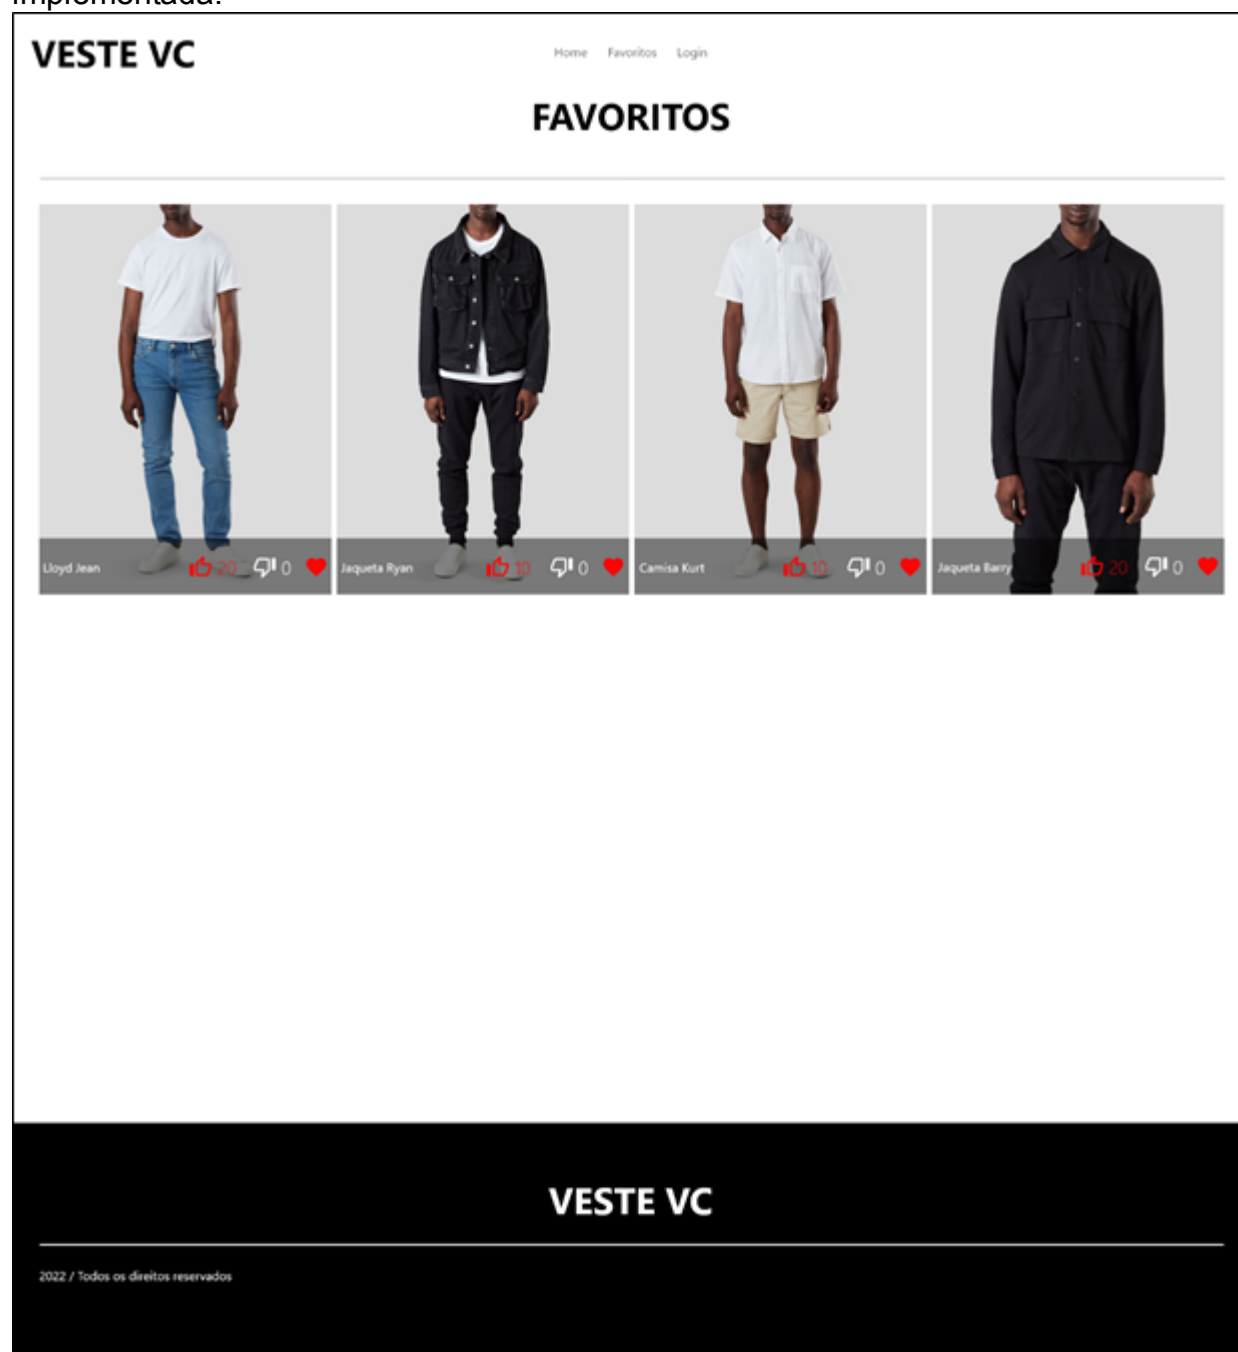 VESTE VC
Home Favoritos Login
FAVORITOS
Lloyd Jean 20 0
Jaqueta Ryan 10 0
Camisa Kurt 10 0
Jaqueta Barry 20 0
VESTE VC
2022 / Todos os direitos reservados